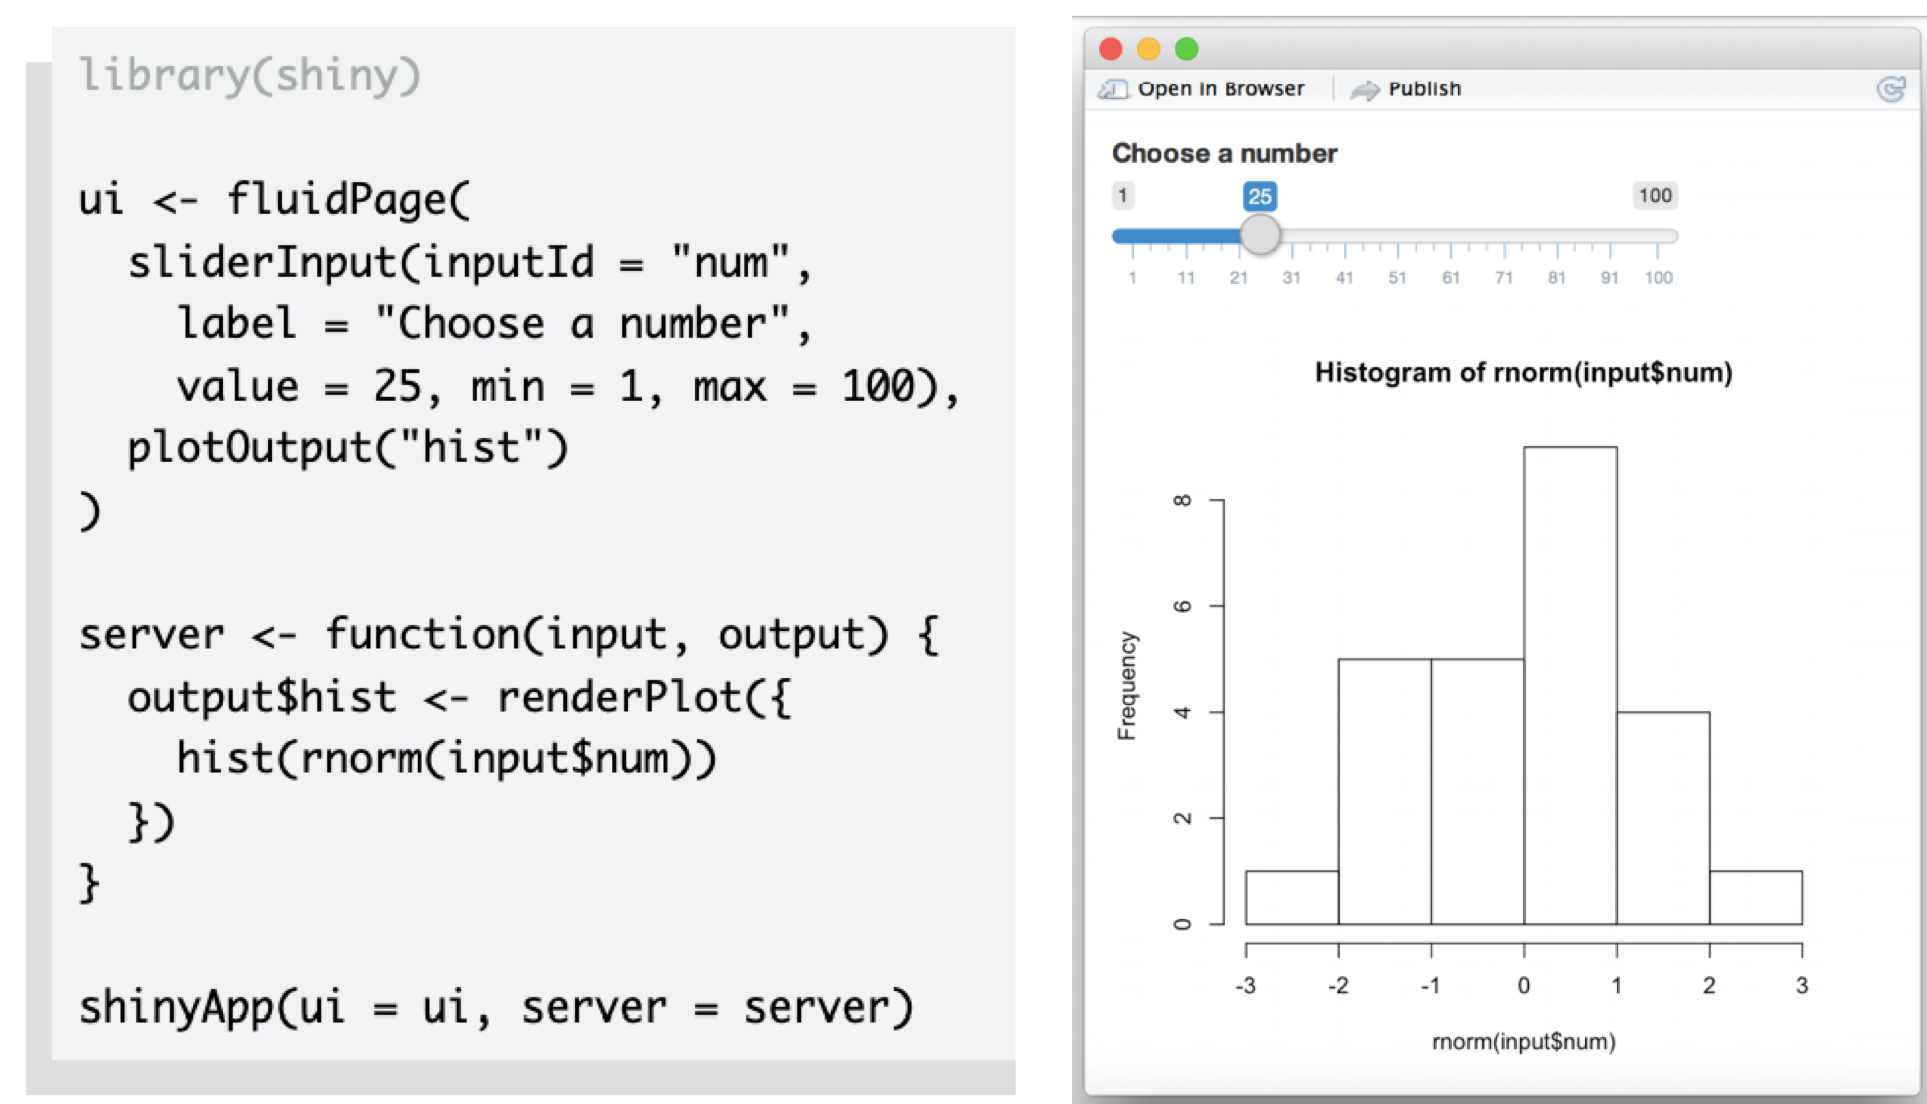 library(shiny)
ui <- fluidPage(
  sliderInput(inputId = "num",
    label = "Choose a number",
    value = 25, min = 1, max = 100),
  plotOutput("hist")
)
server <- function(input, output) {
  output$hist <- renderPlot({
    hist(rnorm(input$num))
  })
}
shinyApp(ui = ui, server = server)
Open in Browser Publish
Choose a number
1 25 100
1 11 21 31 41 51 61 71 81 91 100
Histogram of rnorm(input$num)
Frequency
8
6
4
2
0
-3 -2 -1 0 1 2 3
rnorm(input$num)